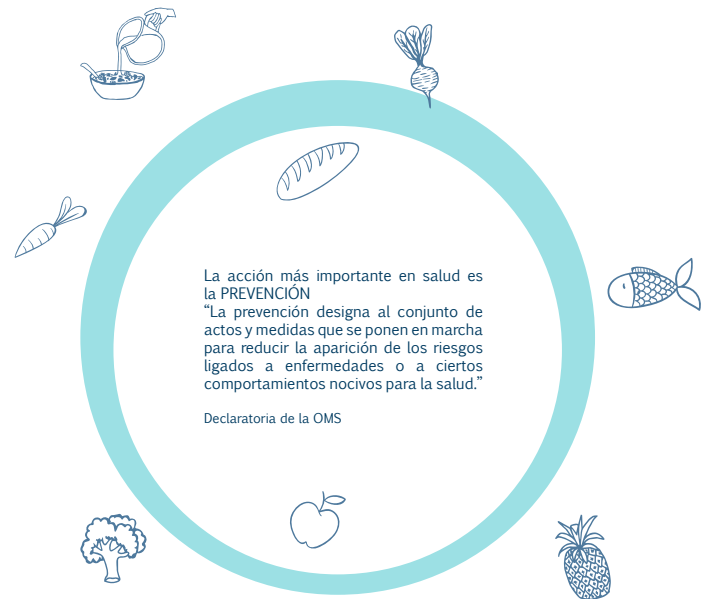 La acción más importante en salud es
la PREVENCIÓN
“La prevención designa al conjunto de
actos y medidas que se ponen en marcha
para reducir la aparición de los riesgos
ligados a enfermedades o a ciertos
comportamientos nocivos para la salud.”
Declaratoria de la OMS